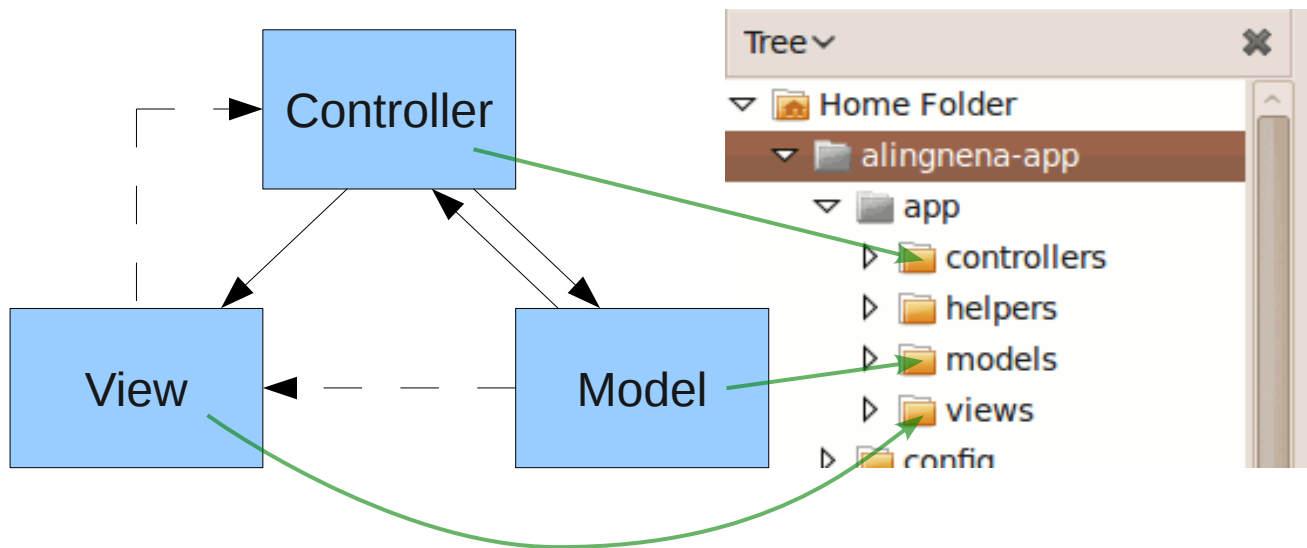 Controller
View
Model
Tree
Home Folder
alingnena-app
app
controllers
helpers
models
views
config